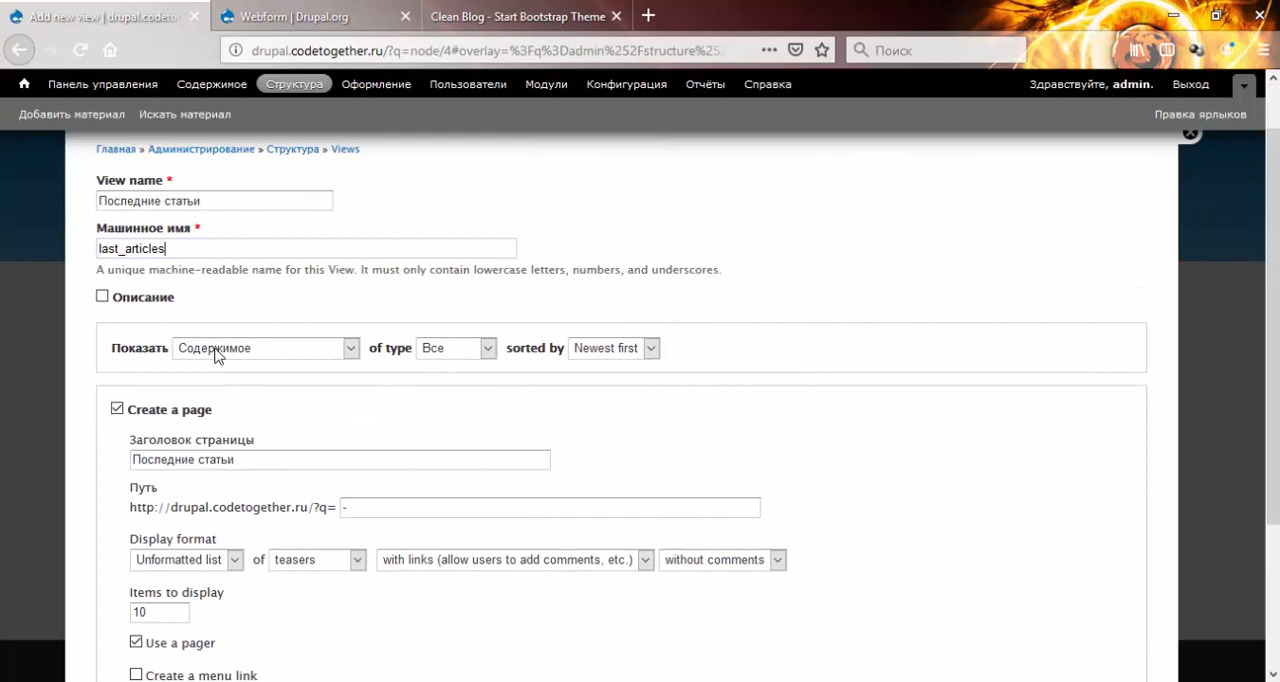 Add new view | drupal.codeto
Webform | Drupal.org
Clean Blog - Start Bootstrap Theme
drupal.codetogether.ru/?q=node/4#overlay=%3Fq%3Dadmin%252Fstructure%25
Поиск
Панель управления Содержимое Структура Оформление Пользователи Модули Конфигурация Отчёты Справка Здравствуйте, admin. Выход
Добавить материал Искать материал Правка ярлыков
Главная » Администрирование » Структура » Views
View name *
Последние статьи
Машинное имя *
last_articles
A unique machine-readable name for this View. It must only contain lowercase letters, numbers, and underscores.
Описание
Показать Содержимое of type Все sorted by Newest first
Create a page
Заголовок страницы
Последние статьи
Путь
http://drupal.codetogether.ru/?q= -
Display format
Unformatted list of teasers with links (allow users to add comments, etc.) without comments
Items to display
10
Use a pager
Create a menu link